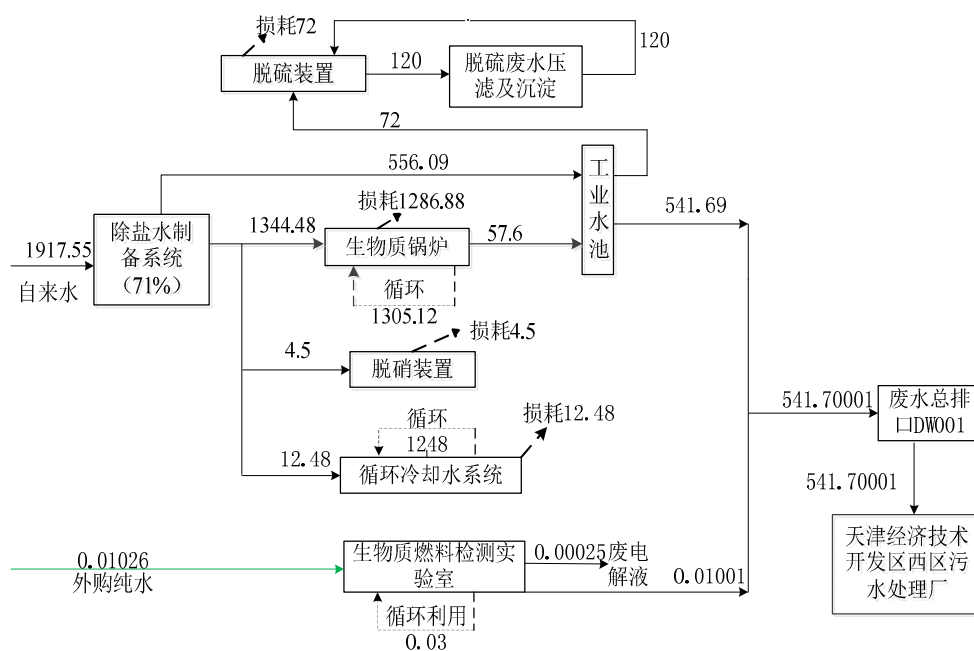 损耗72
脱硫装置
120
脱硫废水压
滤及沉淀
120
72
556.09
工
业
水
池
损耗1286.88
541.69
1917.55
自来水
除盐水制
备系统
（71%）
1344.48
生物质锅炉
57.6
循环
1305.12
4.5
脱硝装置
损耗4.5
541.70001
废水总排
口DW001
循环
1248
损耗12.48
12.48
循环冷却水系统
541.70001
0.01026
外购纯水
生物质燃料检测实
验室
0.00025
废电
解液
0.01001
循环利用
0.03
天津经济技术
开发区西区污
水处理厂